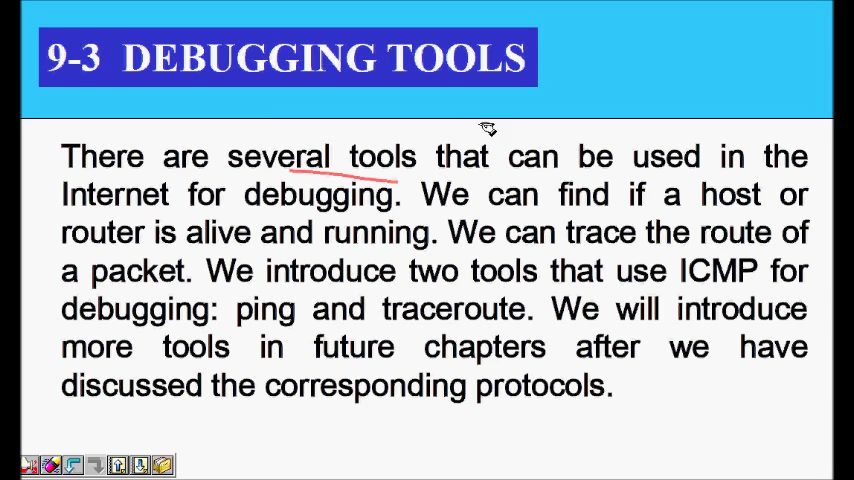 9-3 DEBUGGING TOOLS
There are several tools that can be used in the
Internet for debugging. We can find if a host or
router is alive and running. We can trace the route of
a packet. We introduce two tools that use ICMP for
debugging: ping and traceroute. We will introduce
more tools in future chapters after we have
discussed the corresponding protocols.